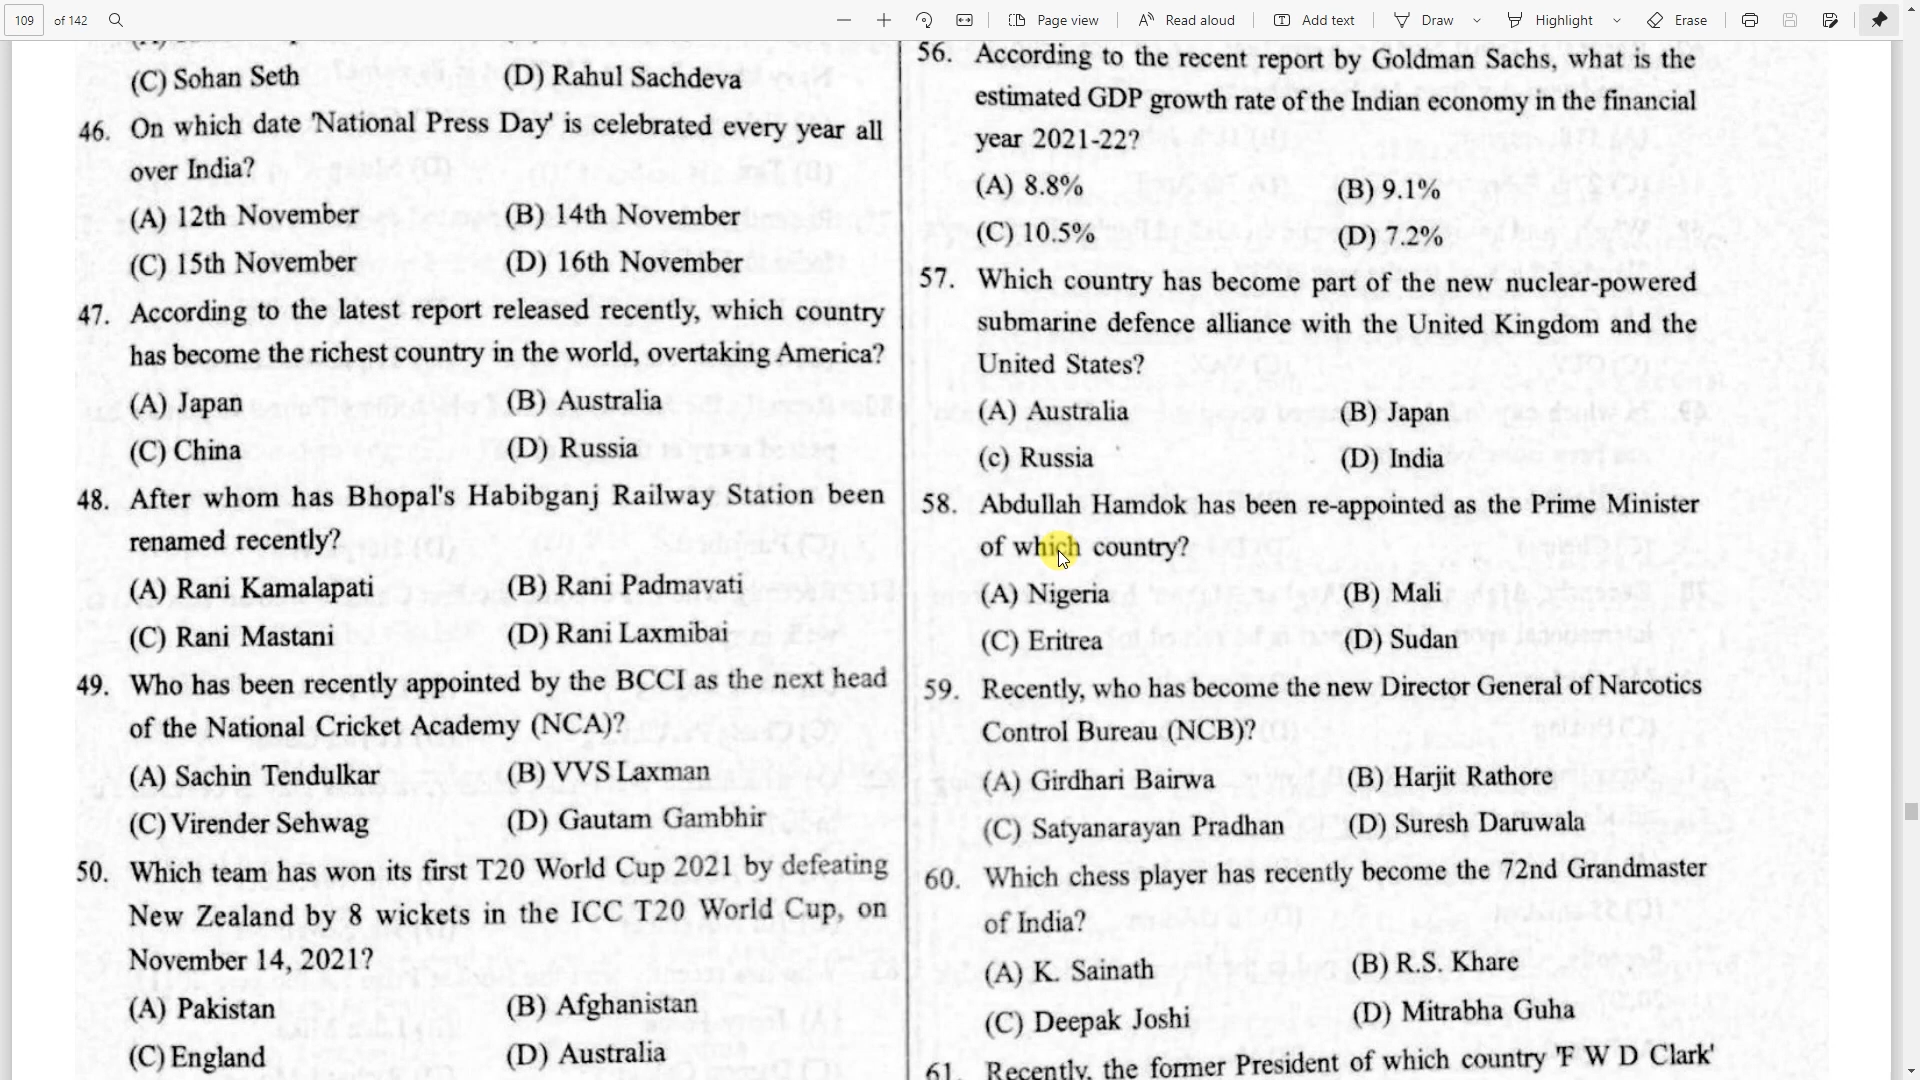 109 of 142
Page view
Read aloud
Add text
Draw
Highlight
Erase
(C) Sohan Seth (D) Rahul Sachdeva
46. On which date 'National Press Day' is celebrated every year all
over India?
(A) 12th November (B) 14th November
(C) 15th November (D) 16th November
47. According to the latest report released recently, which country
has become the richest country in the world, overtaking America?
(A) Japan (B) Australia
(C) China (D) Russia
48. After whom has Bhopal's Habibganj Railway Station been
renamed recently?
(A) Rani Kamalapati (B) Rani Padmavati
(C) Rani Mastani (D) Rani Laxmibai
49. Who has been recently appointed by the BCCI as the next head
of the National Cricket Academy (NCA)?
(A) Sachin Tendulkar (B) VVS Laxman
(C) Virender Sehwag (D) Gautam Gambhir
50. Which team has won its first T20 World Cup 2021 by defeating
New Zealand by 8 wickets in the ICC T20 World Cup, on
November 14, 2021?
(A) Pakistan (B) Afghanistan
(C) England (D) Australia
56. According to the recent report by Goldman Sachs, what is the
estimated GDP growth rate of the Indian economy in the financial
year 2021-22?
(A) 8.8% (B) 9.1%
(C) 10.5% (D) 7.2%
57. Which country has become part of the new nuclear-powered
submarine defence alliance with the United Kingdom and the
United States?
(A) Australia (B) Japan
(c) Russia (D) India
58. Abdullah Hamdok has been re-appointed as the Prime Minister
of which country?
(A) Nigeria (B) Mali
(C) Eritrea (D) Sudan
59. Recently, who has become the new Director General of Narcotics
Control Bureau (NCB)?
(A) Girdhari Bairwa (B) Harjit Rathore
(C) Satyanarayan Pradhan (D) Suresh Daruwala
60. Which chess player has recently become the 72nd Grandmaster
of India?
(A) K. Sainath (B) R.S. Khare
(C) Deepak Joshi (D) Mitrabha Guha
61. Recently, the former President of which country 'F W D Clark'